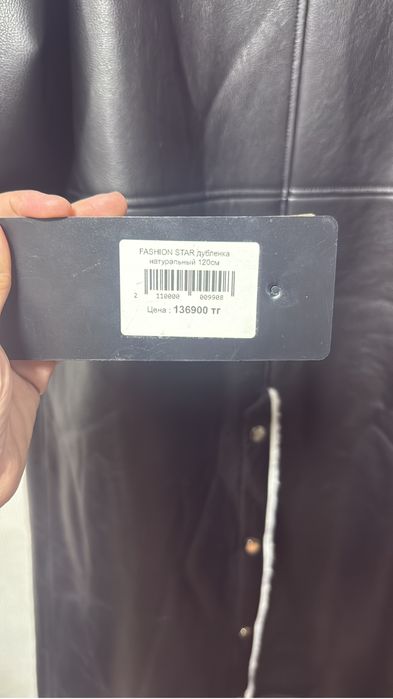 FASHION STAR дубленка
натуральный 120см
2 110000 009908
Цена : 136900 тг